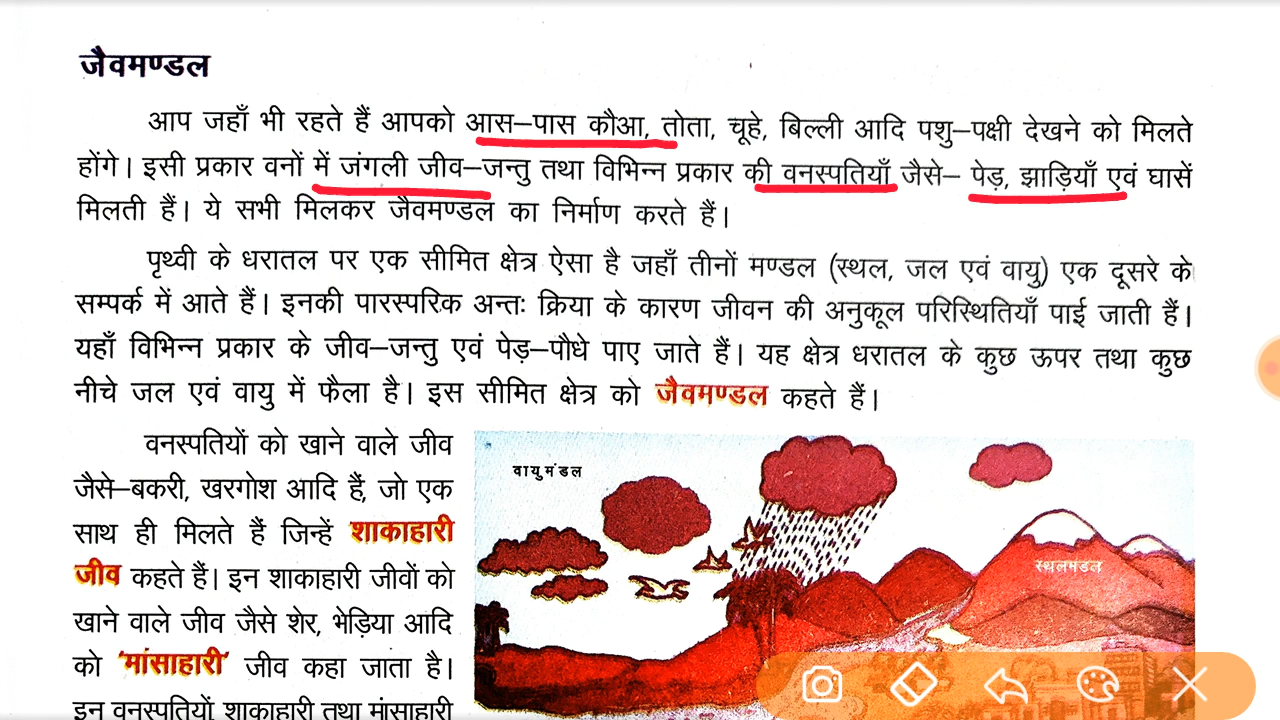 जैवमण्डल
आप जहाँ भी रहते हैं आपको आस–पास कौआ, तोता, चूहे, बिल्ली आदि पशु–पक्षी देखने को मिलते
होंगे। इसी प्रकार वनों में जंगली जीव–जन्तु तथा विभिन्न प्रकार की वनस्पतियाँ जैसे– पेड़, झाड़ियाँ एवं घासें
मिलती हैं। ये सभी मिलकर जैवमण्डल का निर्माण करते हैं।
पृथ्वी के धरातल पर एक सीमित क्षेत्र ऐसा है जहाँ तीनों मण्डल (स्थल, जल एवं वायु) एक दूसरे के
सम्पर्क में आते हैं। इनकी पारस्परिक अन्तः क्रिया के कारण जीवन की अनुकूल परिस्थितियाँ पाई जाती हैं।
यहाँ विभिन्न प्रकार के जीव–जन्तु एवं पेड़–पौधे पाए जाते हैं। यह क्षेत्र धरातल के कुछ ऊपर तथा कुछ
नीचे जल एवं वायु में फैला है। इस सीमित क्षेत्र को जैवमण्डल कहते हैं।
वनस्पतियों को खाने वाले जीव
जैसे–बकरी, खरगोश आदि हैं, जो एक
साथ ही मिलते हैं जिन्हें शाकाहारी
जीव कहते हैं। इन शाकाहारी जीवों को
खाने वाले जीव जैसे शेर, भेड़िया आदि
को 'मांसाहारी' जीव कहा जाता है।
इन वनस्पतियों शाकाहारी तथा मांसाहारी
वायुमंडल
स्थलमंडल